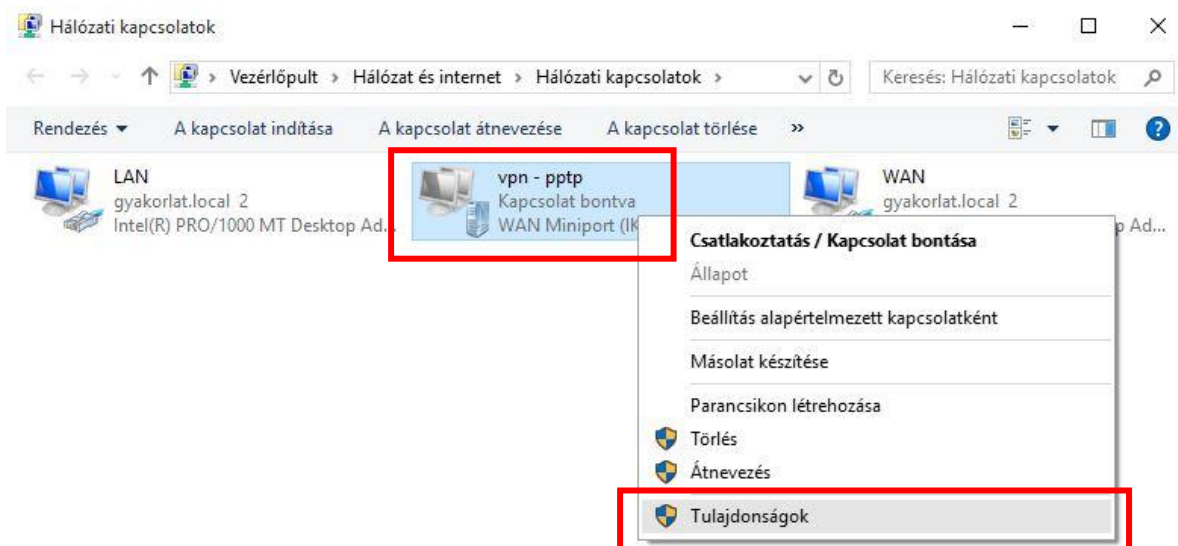 Hálózati kapcsolatok
Vezérlőpult › Hálózat és internet › Hálózati kapcsolatok ›
Keresés: Hálózati kapcsolatok
Rendezés
A kapcsolat indítása
A kapcsolat átnevezése
A kapcsolat törlése
»
LAN
gyakorlat.local 2
Intel(R) PRO/1000 MT Desktop Ad...
vpn - pptp
Kapcsolat bontva
WAN Miniport (IK
WAN
gyakorlat.local 2
p Ad...
Csatlakoztatás / Kapcsolat bontása
Állapot
Beállítás alapértelmezett kapcsolatként
Másolat készítése
Parancsikon létrehozása
Törlés
Átnevezés
Tulajdonságok